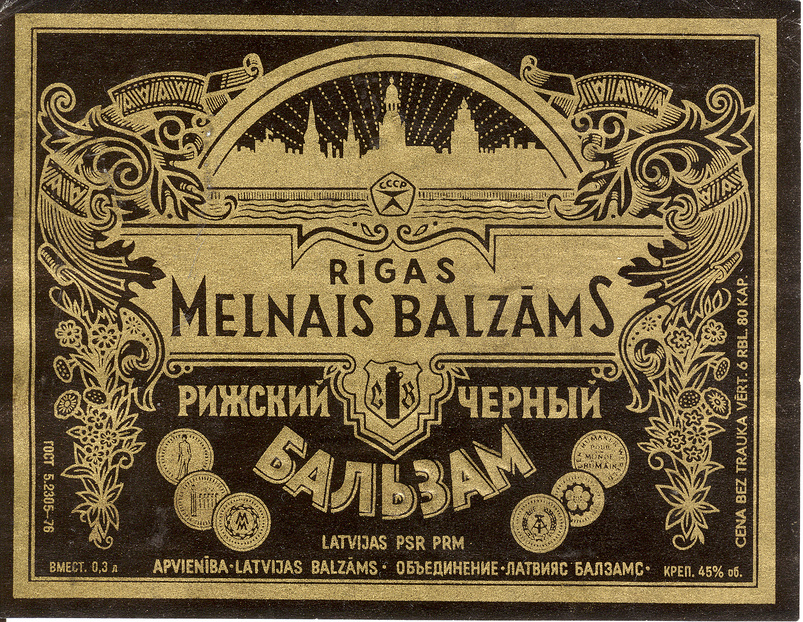 СССР
RĪGAS
MELNAIS BALZĀMS
РИЖСКИЙ ЧЕРНЫЙ
БАЛЬЗАМ
LATVIJAS PSR PRM
APVIENĪBA·LATVIJAS BALZĀMS· ОБЪЕДИНЕНИЕ·ЛАТВИЯС БАЛЗАМС·
ВМЕСТ. 0,3 л
КРЕП. 45% об.
ГОСТ 5.2305-76
CENA BEZ TRAUKA VĒRT. 6 RBL. 80 KAP.